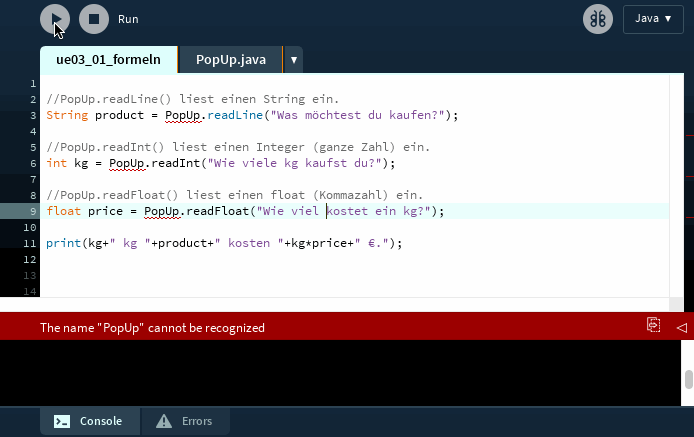 Run
Java ▾
ue03_01_formeln PopUp.java ▼
1
2 //PopUp.readLine() liest einen String ein.
3 String product = PopUp.readLine("Was möchtest du kaufen?");
4
5 //PopUp.readInt() liest einen Integer (ganze Zahl) ein.
6 int kg = PopUp.readInt("Wie viele kg kaufst du?");
7
8 //PopUp.readFloat() liest einen float (Kommazahl) ein.
9 float price = PopUp.readFloat("Wie viel kostet ein kg?");
10
11 print(kg+" kg "+product+" kosten "+kg*price+" €.");
12
13
14
The name "PopUp" cannot be recognized
Console Errors